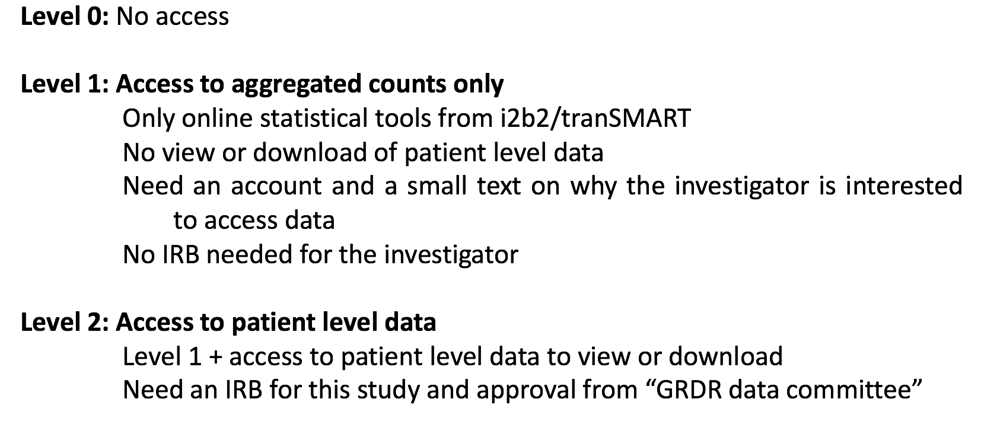 Level 0: No access
Level 1: Access to aggregated counts only
Only online statistical tools from i2b2/tranSMART
No view or download of patient level data
Need an account and a small text on why the investigator is interested
to access data
No IRB needed for the investigator
Level 2: Access to patient level data
Level 1 + access to patient level data to view or download
Need an IRB for this study and approval from “GRDR data committee”